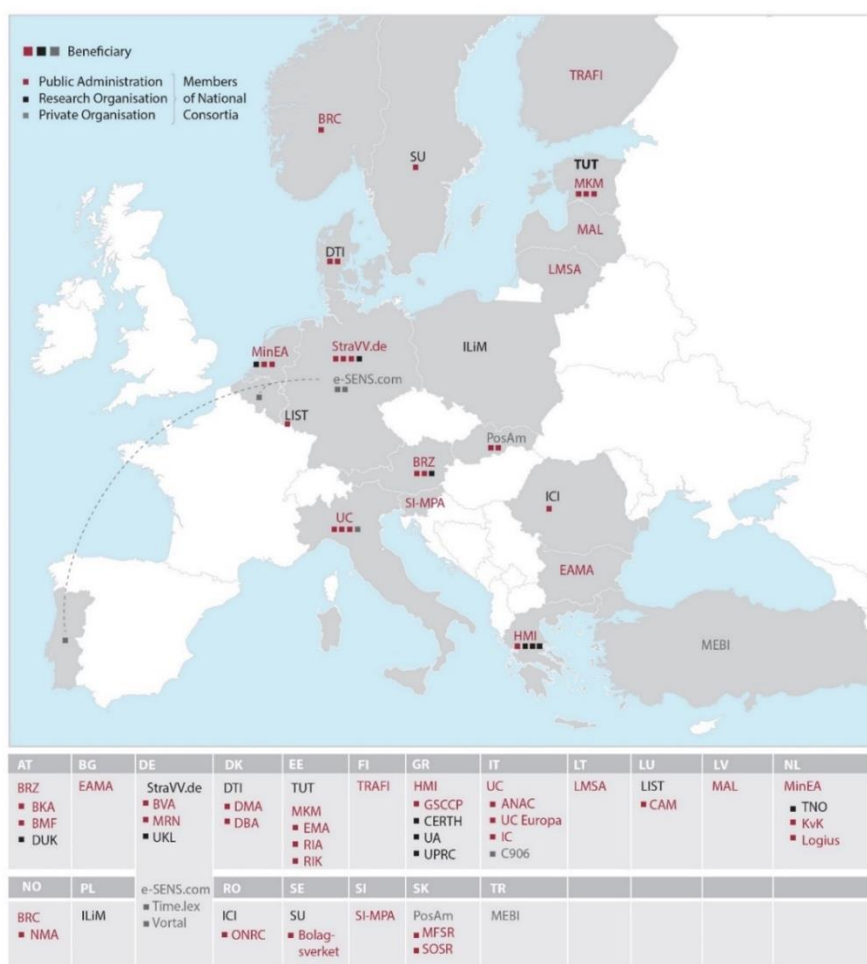 Beneficiary
Public Administration
Research Organisation
Private Organisation
Members
of National
Consortia
TRAFI
BRC
SU
TUT
MKM
MAL
LMSA
DTI
MinEA
StraVV.de
ILiM
e-SENS.com
LIST
PosAm
BRZ
SI-MPA
ICI
UC
EAMA
HMI
MEBI
AT BG DE DK EE FI GR IT LT LU LV NL
BRZ EAMA StraVV.de DTI TUT TRAFI HMI UC LMSA LIST MAL MinEA
BKA BVA DMA MKM GSCCP ANAC CAM TNO
BMF MRN DBA EMA CERTH UC Europa KvK
DUK UKL RIA UA IC Logius
RIK UPRC C906
NO PL e-SENS.com RO SE SI SK TR
BRC ILiM Time.lex ICI SU SI-MPA PosAm MEBI
NMA Vortal ONRC Bolag- MFSR
sverket SOSR